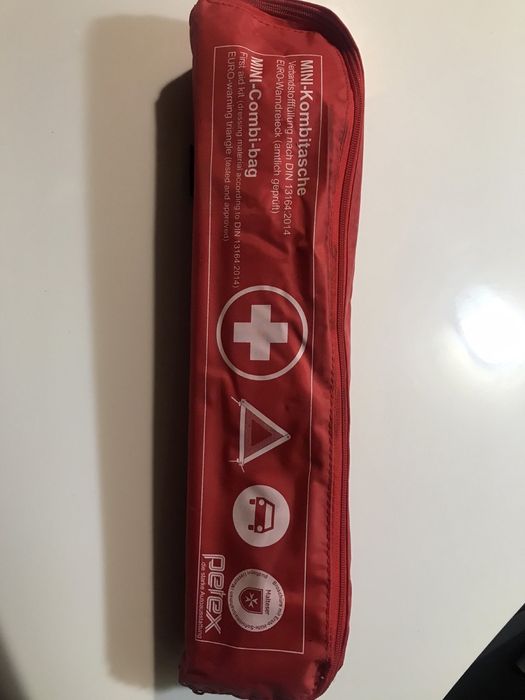 MINI-Kombitasche
Verbandstofffüllung nach DIN 13164:2014
EURO-Warndreieck (amtlich geprüft)
MINI-Combi-bag
First aid kit (dressing material according to DIN 13164:2014)
EURO-warning triangle (tested and approved)
Malteser
petex
die starke Autoausstattung